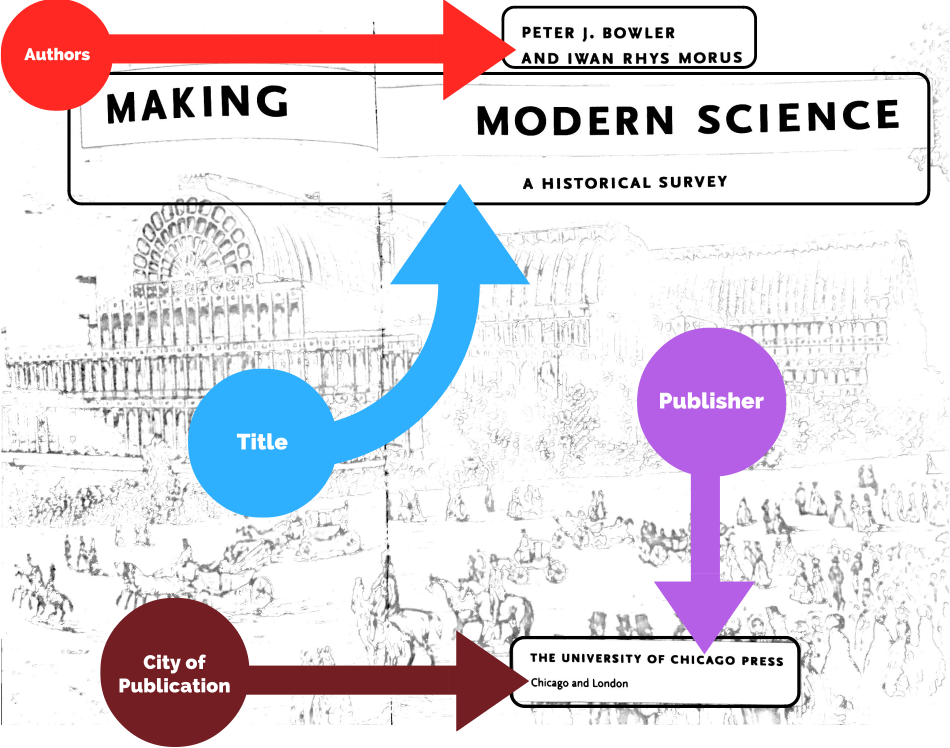 Authors
PETER J. BOWLER
AND IWAN RHYS MORUS
MAKING MODERN SCIENCE
A HISTORICAL SURVEY
Title
Publisher
City of
Publication
THE UNIVERSITY OF CHICAGO PRESS
Chicago and London